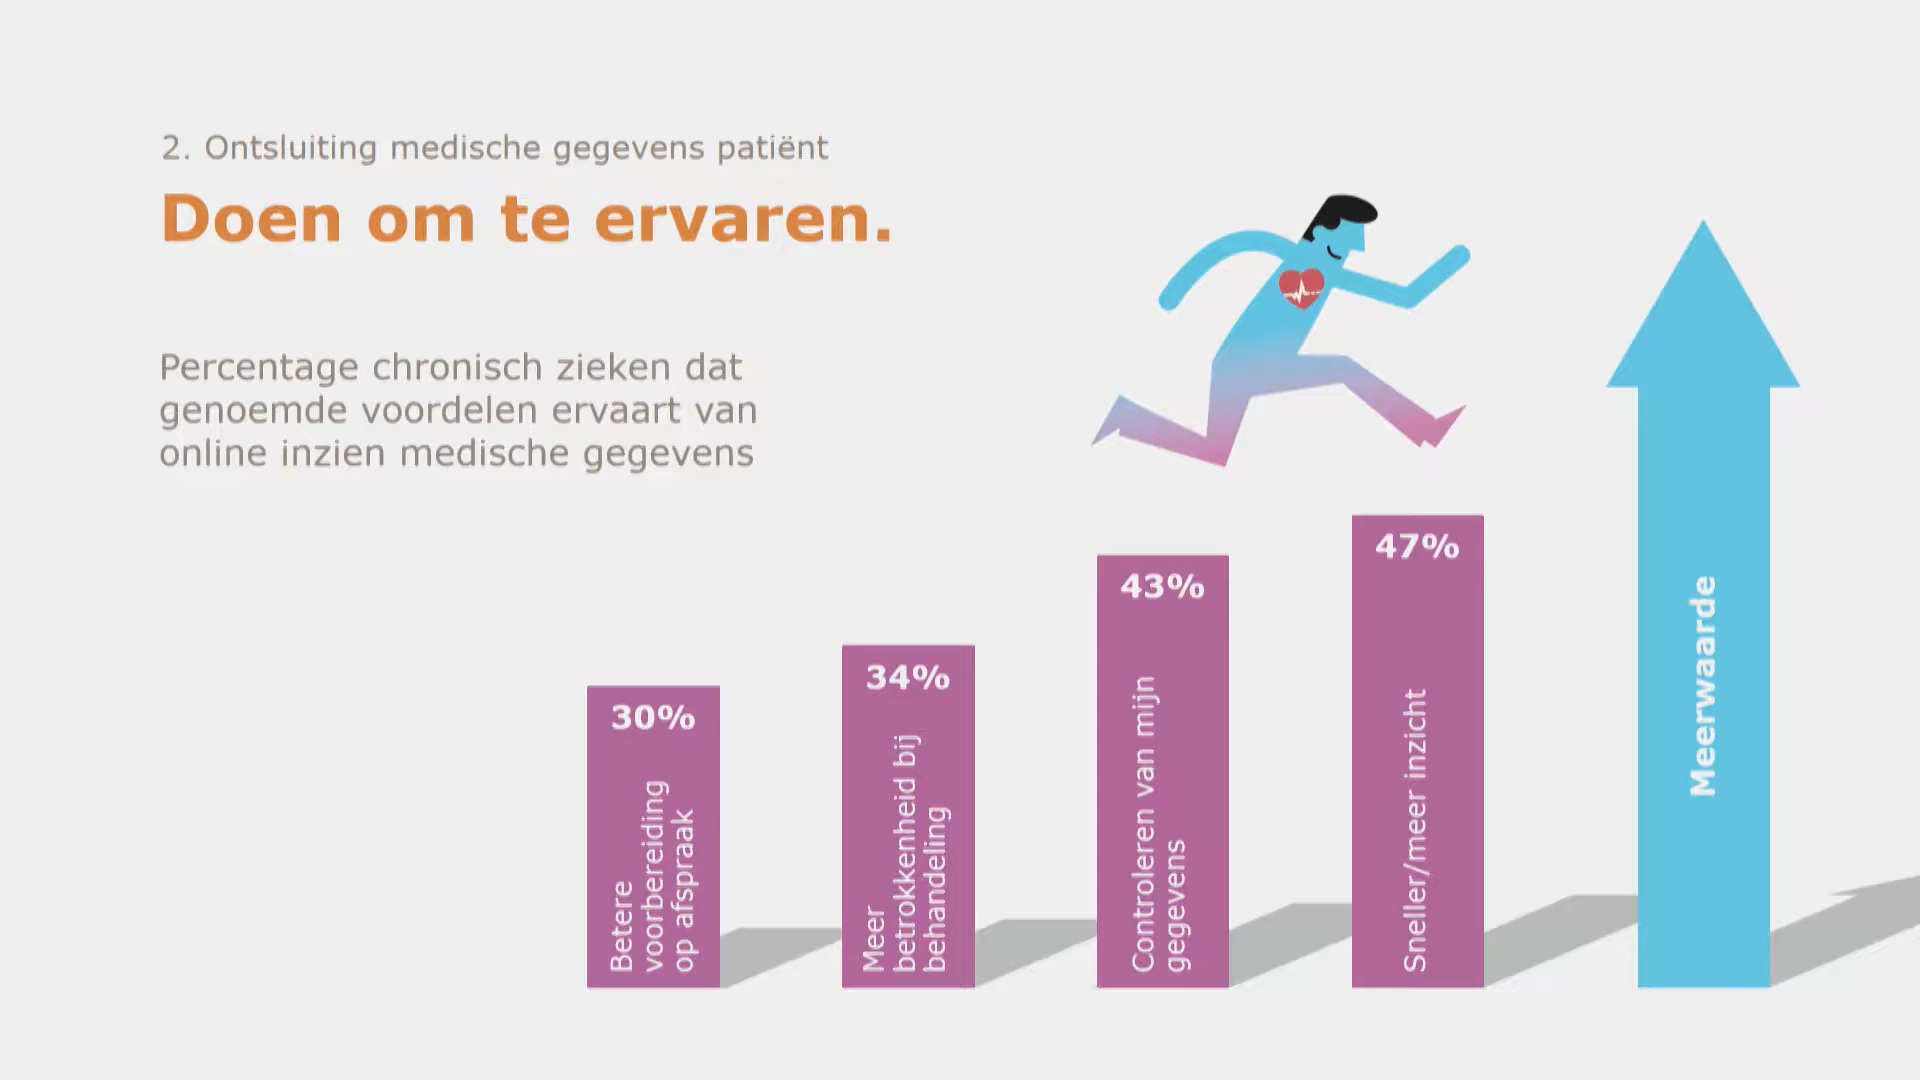 2. Ontsluiting medische gegevens patiënt
Doen om te ervaren.
Percentage chronisch zieken dat
genoemde voordelen ervaart van
online inzien medische gegevens
30%
Betere
voorbereiding
op afspraak
34%
Meer
betrokkenheid bij
behandeling
43%
Controleren van mijn
gegevens
47%
Sneller/meer inzicht
Meerwaarde